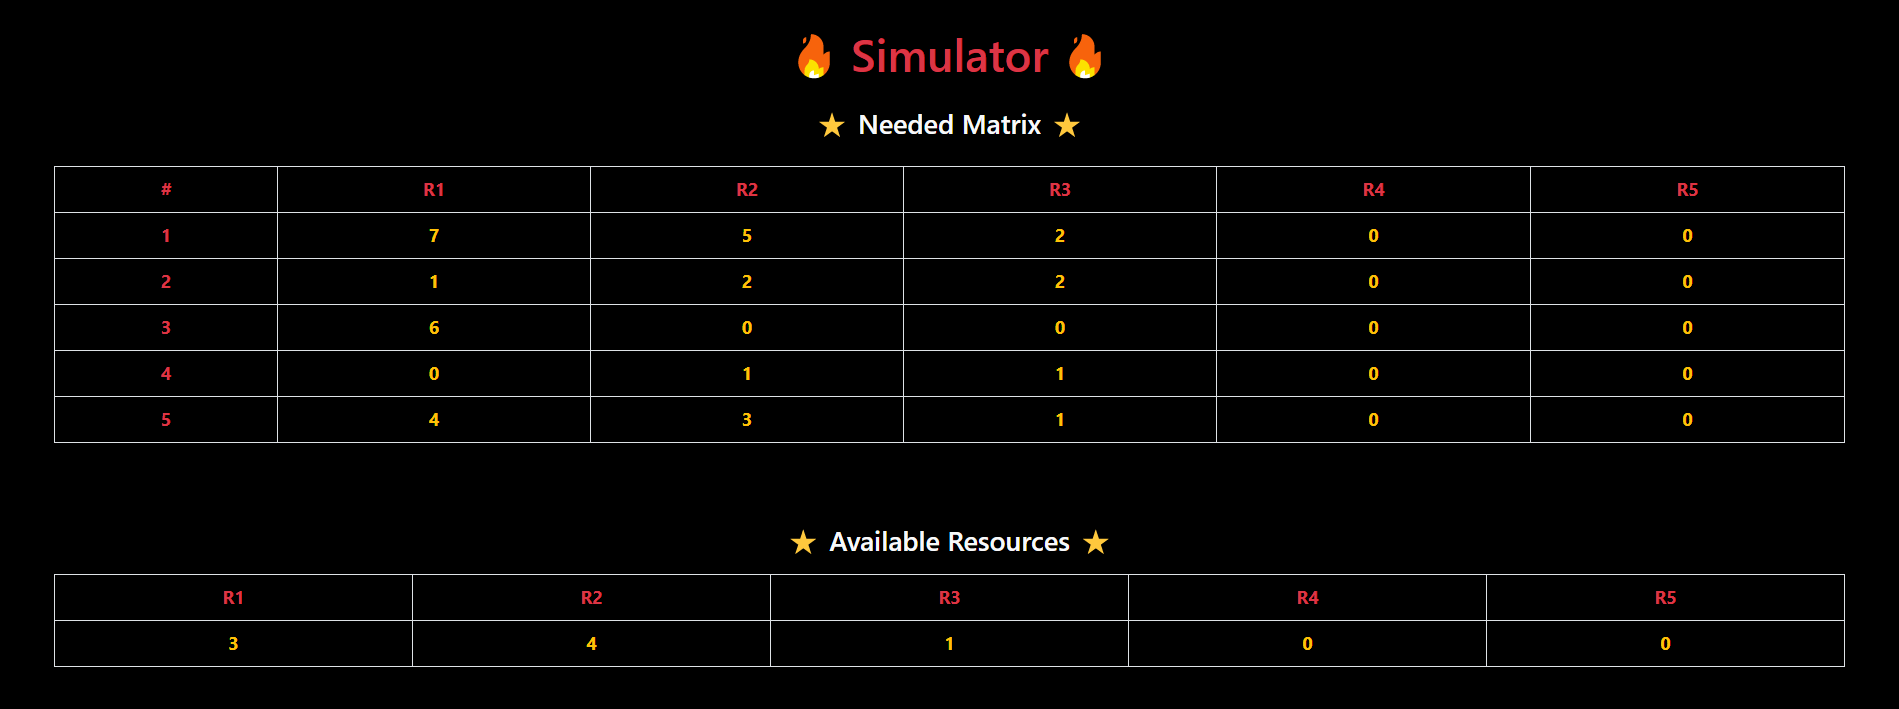 🔥 Simulator 🔥
⭐ Needed Matrix ⭐
# R1 R2 R3 R4 R5
1 7 5 2 0 0
2 1 2 2 0 0
3 6 0 0 0 0
4 0 1 1 0 0
5 4 3 1 0 0
⭐ Available Resources ⭐
R1 R2 R3 R4 R5
3 4 1 0 0